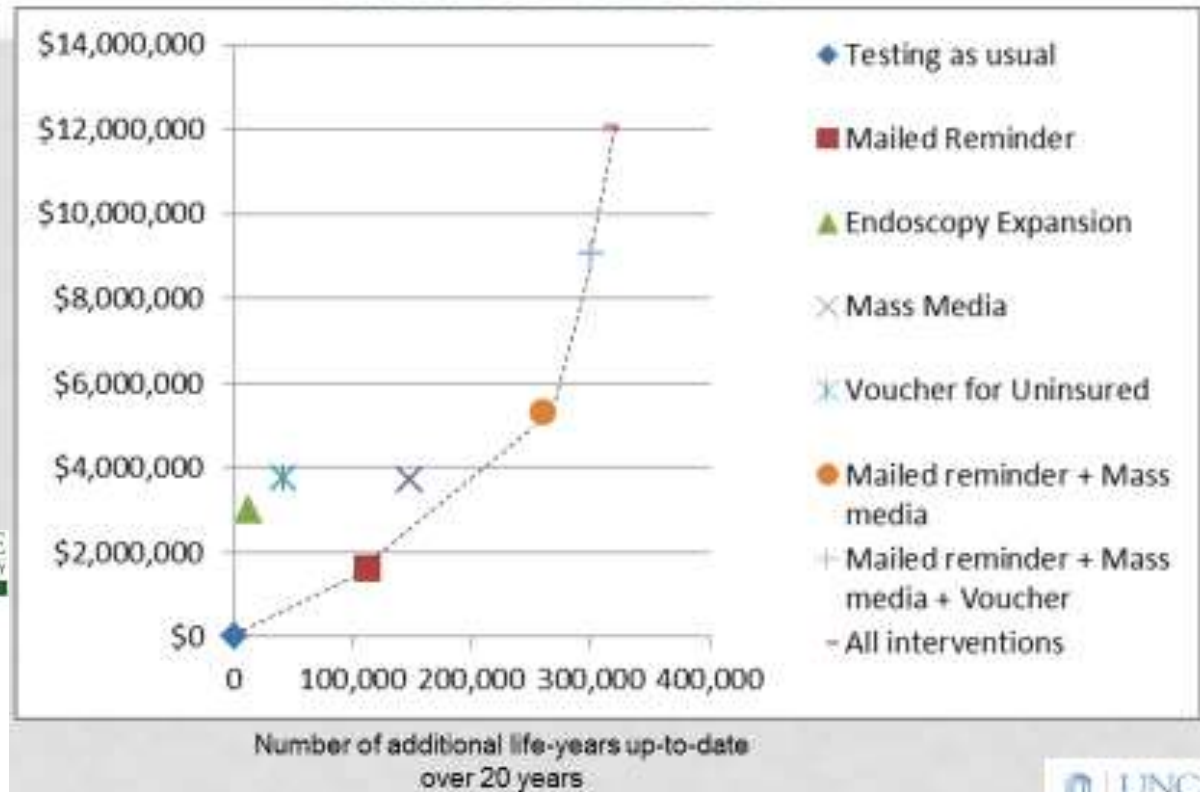 $14,000,000
$12,000,000
$10,000,000
$8,000,000
$6,000,000
$4,000,000
$2,000,000
$0
0
100,000
200,000
300,000
400,000
Testing as usual
Mailed Reminder
Endoscopy Expansion
Mass Media
Voucher for Uninsured
Mailed reminder + Mass
media
Mailed reminder + Mass
media + Voucher
All interventions
Number of additional life-years up-to-date
over 20 years
UNC